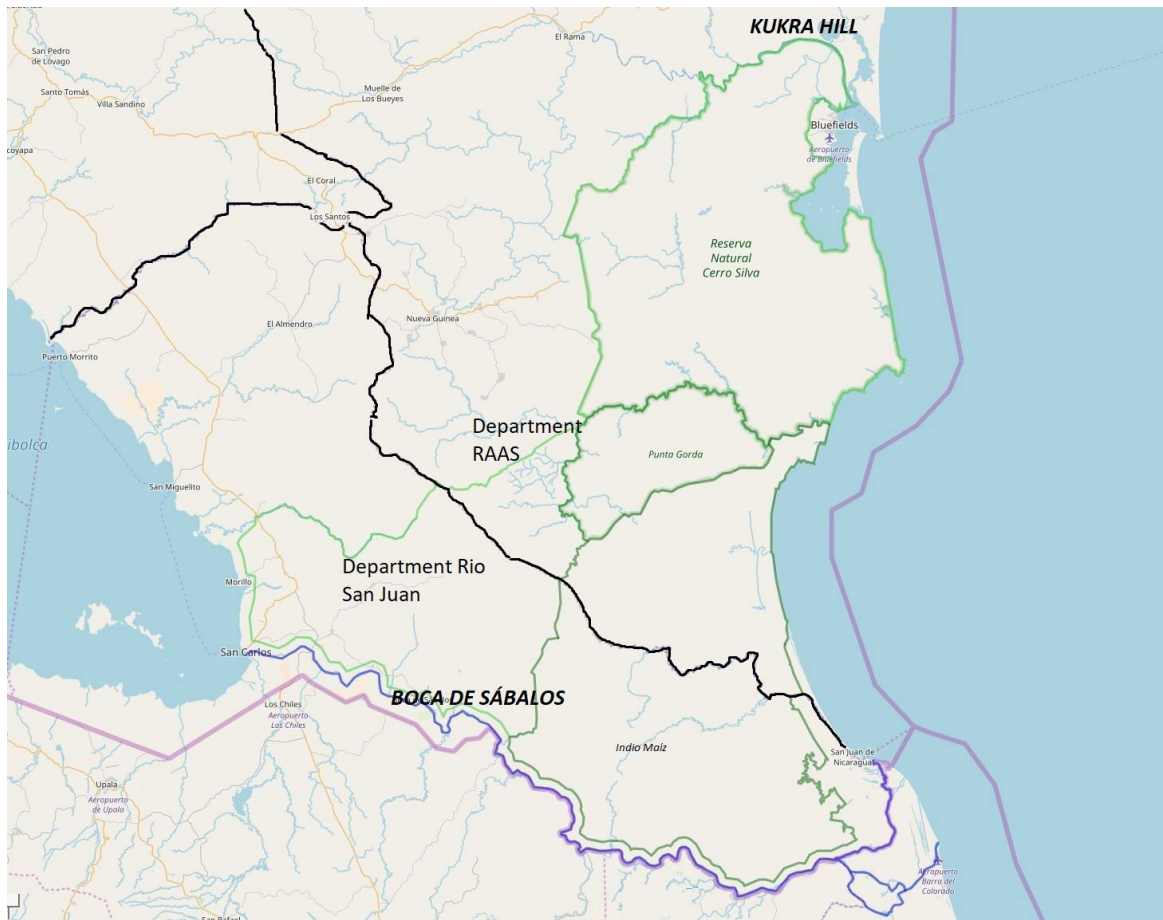 KUKRA HILL
El Rama
San Pedro
de Lóvago
Santo Tomás
Villa Sandino
Muelle de
Los Bueyes
Bluefields
Aeropuerto
de Bluefields
El Coral
Los Santos
Reserva
Natural
Cerro Silva
El Almendro
Nueva Guinea
Puerto Morrito
Department
RAAS
Punta Gorda
San Miguelito
Department Rio
San Juan
Morillo
San Carlos
BOCA DE SÁBALOS
Los Chiles
Aeropuerto
Los Chiles
Indio Maíz
San Juan de
Nicaragua
Upala
Aeropuerto
de Upala
Aeropuerto
Barra del
Colorado